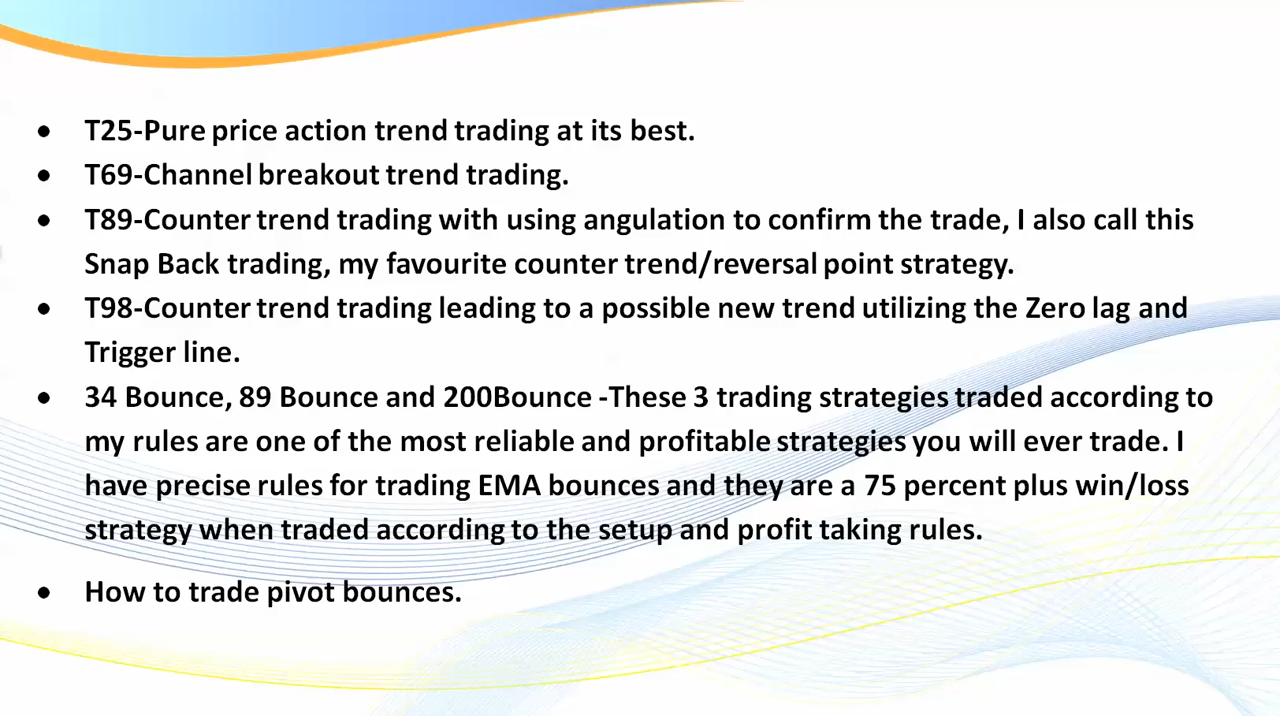 • T25-Pure price action trend trading at its best.
• T69-Channel breakout trend trading.
• T89-Counter trend trading with using angulation to confirm the trade, I also call this
Snap Back trading, my favourite counter trend/reversal point strategy.
• T98-Counter trend trading leading to a possible new trend utilizing the Zero lag and
Trigger line.
• 34 Bounce, 89 Bounce and 200Bounce -These 3 trading strategies traded according to
my rules are one of the most reliable and profitable strategies you will ever trade. I
have precise rules for trading EMA bounces and they are a 75 percent plus win/loss
strategy when traded according to the setup and profit taking rules.
• How to trade pivot bounces.